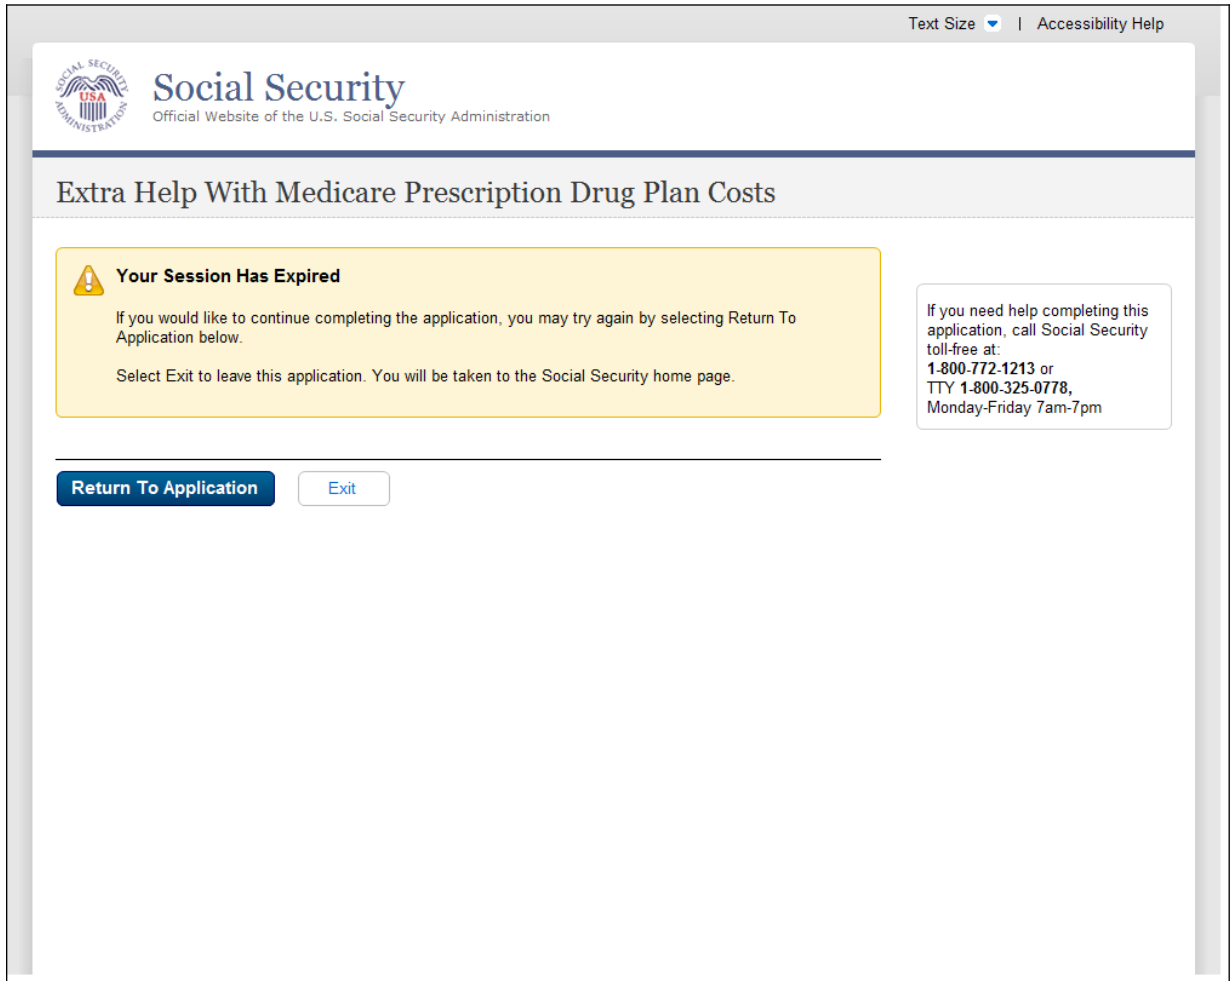 Text Size | Accessibility Help
SOCIAL SECURITY ADMINISTRATION
USA
Social Security
Official Website of the U.S. Social Security Administration
Extra Help With Medicare Prescription Drug Plan Costs
Your Session Has Expired
If you would like to continue completing the application, you may try again by selecting Return To
Application below.
Select Exit to leave this application. You will be taken to the Social Security home page.
If you need help completing this
application, call Social Security
toll-free at:
1-800-772-1213 or
TTY 1-800-325-0778,
Monday-Friday 7am-7pm
Return To Application
Exit